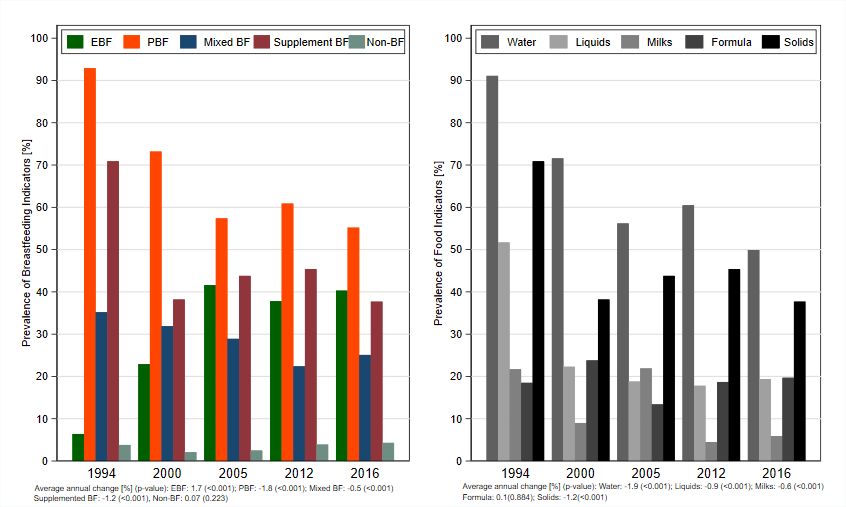 EBF PBF Mixed BF Supplement BF Non-BF
Prevalence of Breastfeeding Indicators [%]
100
90
80
70
60
50
40
30
20
10
0
1994 2000 2005 2012 2016
Average annual change [%] (p-value): EBF: 1.7 (<0.001); PBF: -1.8 (<0.001); Mixed BF: -0.5 (<0.001)
Supplemented BF: -1.2 (<0.001), Non-BF: 0.07 (0.223)
Water Liquids Milks Formula Solids
Prevalence of Food Indicators [%]
100
90
80
70
60
50
40
30
20
10
0
1994 2000 2005 2012 2016
Average annual change [%] (p-value): Water: -1.9 (<0.001); Liquids: -0.9 (<0.001); Milks: -0.6 (<0.001)
Formula: 0.1(0.884); Solids: -1.2(<0.001)